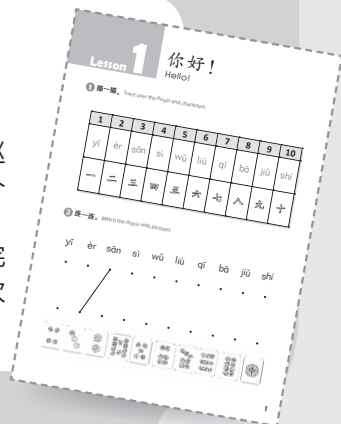 Lesson 1
你好！
Hello!
1 描一描。Trace over the Pinyin and characters.
1 2 3 4 5 6 7 8 9 10
yī èr sān sì wǔ liù qī bā jiǔ shí
一 二 三 四 五 六 七 八 九 十
2 连一连。Match the Pinyin with pictures.
yī èr sān sì wǔ liù qī bā jiǔ shí
1